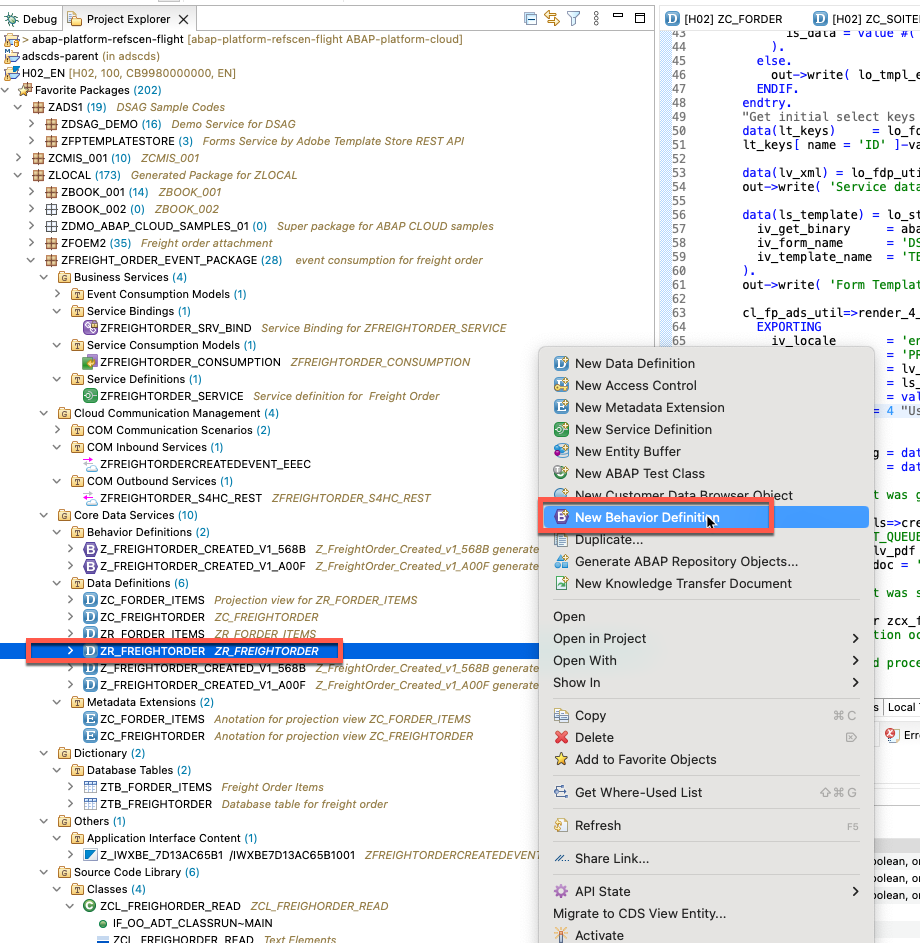 Debug
Project Explorer
> abap-platform-refscen-flight [abap-platform-refscen-flight ABAP-platform-cloud]
adscds-parent (in adscds)
H02_EN [H02, 100, CB9980000000, EN]
Favorite Packages (202)
ZADS1 (19) DSAG Sample Codes
ZDSAG_DEMO (16) Demo Service for DSAG
ZFPTEMPLATESTORE (3) Forms Service by Adobe Template Store REST API
ZCMIS_001 (10) ZCMIS_001
ZLOCAL (173) Generated Package for ZLOCAL
ZBOOK_001 (14) ZBOOK_001
ZBOOK_002 (0) ZBOOK_002
ZDMO_ABAP_CLOUD_SAMPLES_01 (0) Super package for ABAP CLOUD samples
ZFOEM2 (35) Freight order attachment
ZFREIGHT_ORDER_EVENT_PACKAGE (28) event consumption for freight order
Business Services (4)
Event Consumption Models (1)
Service Bindings (1)
ZFREIGHTORDER_SRV_BIND Service Binding for ZFREIGHTORDER_SERVICE
Service Consumption Models (1)
ZFREIGHTORDER_CONSUMPTION ZFREIGHTORDER_CONSUMPTION
Service Definitions (1)
ZFREIGHTORDER_SERVICE Service definition for Freight Order
Cloud Communication Management (4)
COM Communication Scenarios (2)
COM Inbound Services (1)
ZFREIGHTORDERCREATEDEVENT_EEEC
COM Outbound Services (1)
ZFREIGHTORDER_S4HC_REST ZFREIGHTORDER_S4HC_REST
Core Data Services (10)
Behavior Definitions (2)
Z_FREIGHTORDER_CREATED_V1_568B Z_FreightOrder_Created_v1_568B generate
Z_FREIGHTORDER_CREATED_V1_A00F Z_FreightOrder_Created_v1_A00F generate
Data Definitions (6)
ZC_FORDER_ITEMS Projection view for ZR_FORDER_ITEMS
ZC_FREIGHTORDER ZC_FREIGHTORDER
ZR_FORDER_ITEMS ZR_FORDER_ITEMS
ZR_FREIGHTORDER ZR_FREIGHTORDER
Z_FREIGHTORDER_CREATED_V1_568B Z_FreightOrder_Created_v1_568B generate
Z_FREIGHTORDER_CREATED_V1_A00F Z_FreightOrder_Created_v1_A00F generate
Metadata Extensions (2)
ZC_FORDER_ITEMS Anotation for projection view ZC_FORDER_ITEMS
ZC_FREIGHTORDER Anotation for projection view ZC_FREIGHTORDER
Dictionary (2)
Database Tables (2)
ZTB_FORDER_ITEMS Freight Order Items
ZTB_FREIGHTORDER Database table for freight order
Others (1)
Application Interface Content (1)
Z_IWXBE_7D13AC65B1 /IWXBE7D13AC65B1001 ZFREIGHTORDERCREATEDEVENT
Source Code Library (6)
Classes (4)
ZCL_FREIGHORDER_READ ZCL_FREIGHORDER_READ
IF_OO_ADT_CLASSRUN~MAIN
ZCL_FREIGHORDER_READ Text Elements
[H02] ZC_FORDER
[H02] ZC_SOITE
43 is_data = value #(
44 ).
45 else.
46 out->write( lo_tmpl_e
47 ENDIF.
48 endtry.
49 "Get initial select keys
50 data(lt_keys) = lo_fd
51 lt_keys[ name = 'ID' ]-va
52
53 data(lv_xml) = lo_fdp_uti
54 out->write( 'Service data
55
56 data(ls_template) = lo_st
57 iv_get_binary = aba
58 iv_form_name = 'DS
59 iv_template_name = 'TE
60 ).
61 out->write( 'Form Templat
62
63 cl_fp_ads_util=>render_4_
64 EXPORTING
65 iv_locale = 'en
= 'PR
= lv_
= ls_
= val
= 4 "Us
g = dat
= dat
t was g
ls=>cre
T_QUEUE
lv_pdf
doc = '
t was s
r zcx_f
tion oc
d proce
s
Local
Erro
oolean, or
oolean, or
oolean, or
New Data Definition
New Access Control
New Metadata Extension
New Service Definition
New Entity Buffer
New ABAP Test Class
New Customer Data Browser Object
New Behavior Definition
Duplicate...
Generate ABAP Repository Objects...
New Knowledge Transfer Document
Open
Open in Project
Open With
Show In
Copy ⌘ C
Delete ⌦
Add to Favorite Objects
Get Where-Used List ⇧⌘ G
Refresh F5
Share Link...
API State
Migrate to CDS View Entity...
Activate